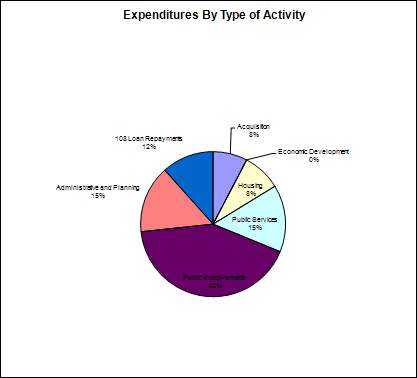 Expenditures By Type of Activity
Acquisition
8%
108 Loan Repayments
12%
Economic Development
0%
Housing
8%
Administrative and Planning
15%
Public Services
15%
Public Improvements
42%